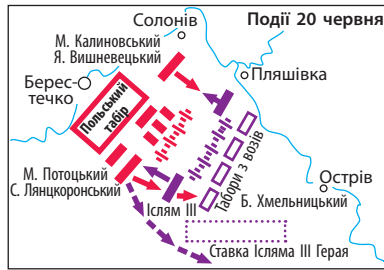 Солонів
Події 20 червня
М. Калиновський
Я. Вишневецький
Пляшівка
Берес-
течко
Польський
табір
Острів
М. Потоцький
С. Лянцкоронський
Іслям III
Табори з возів
Б. Хмельницький
Ставка Ісляма III Герая